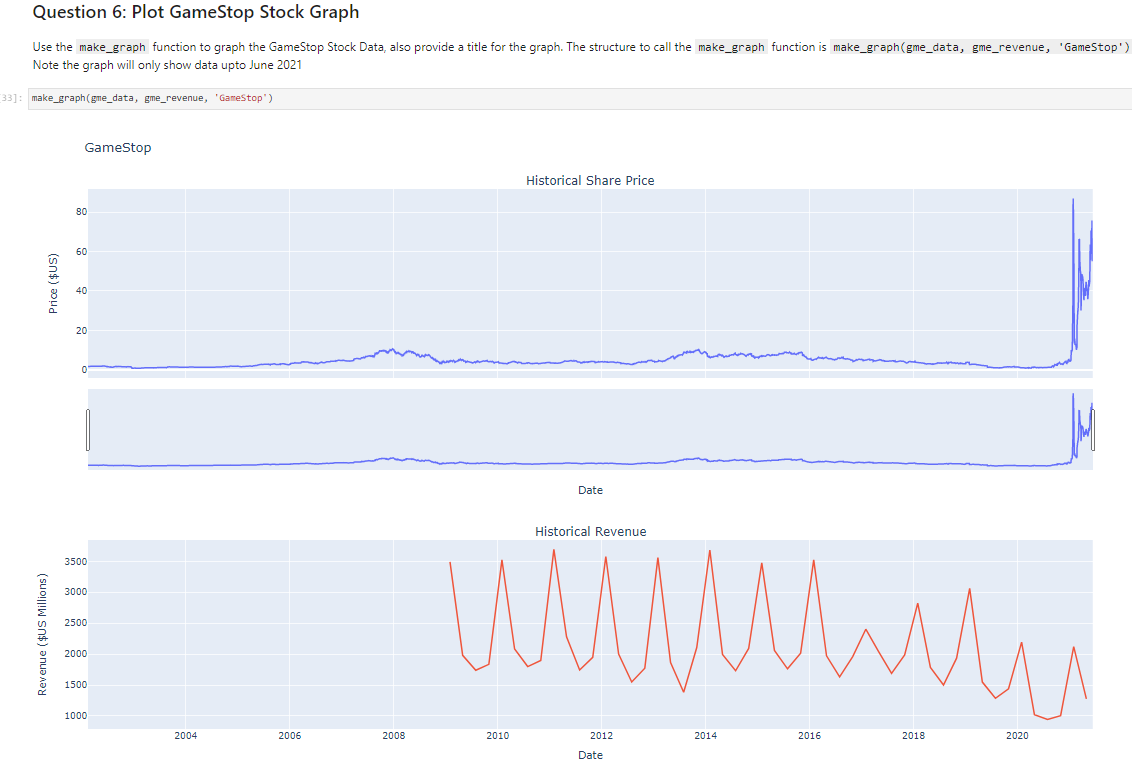 Question 6: Plot GameStop Stock Graph
Use the make_graph function to graph the GameStop Stock Data, also provide a title for the graph. The structure to call the make_graph function is make_graph(gme_data, gme_revenue, 'GameStop')
Note the graph will only show data upto June 2021
33]: make_graph(gme_data, gme_revenue, 'GameStop')
GameStop
Historical Share Price
Price ($US)
80
60
40
20
0
Date
Historical Revenue
Revenue ($US Millions)
3500
3000
2500
2000
1500
1000
2004 2006 2008 2010 2012 2014 2016 2018 2020
Date